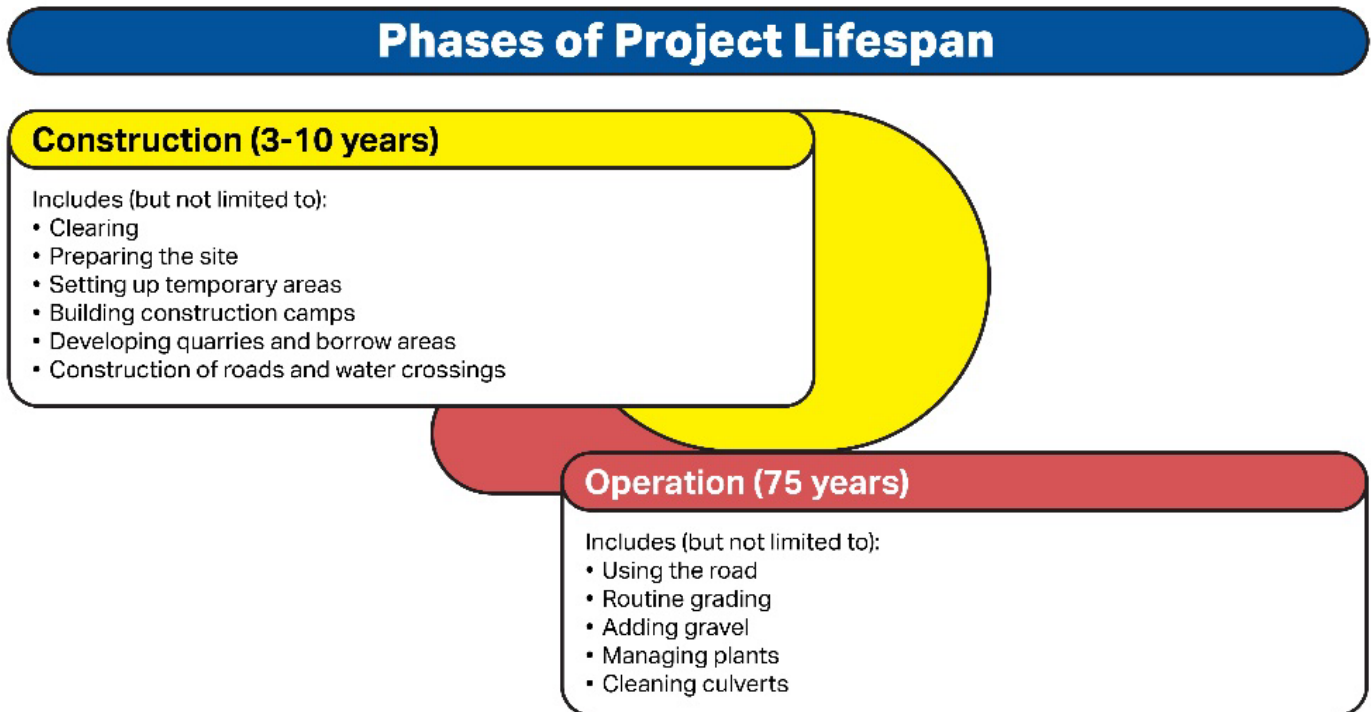 Phases of Project Lifespan
Construction (3-10 years)
Includes (but not limited to):
• Clearing
• Preparing the site
• Setting up temporary areas
• Building construction camps
• Developing quarries and borrow areas
• Construction of roads and water crossings
Operation (75 years)
Includes (but not limited to):
• Using the road
• Routine grading
• Adding gravel
• Managing plants
• Cleaning culverts